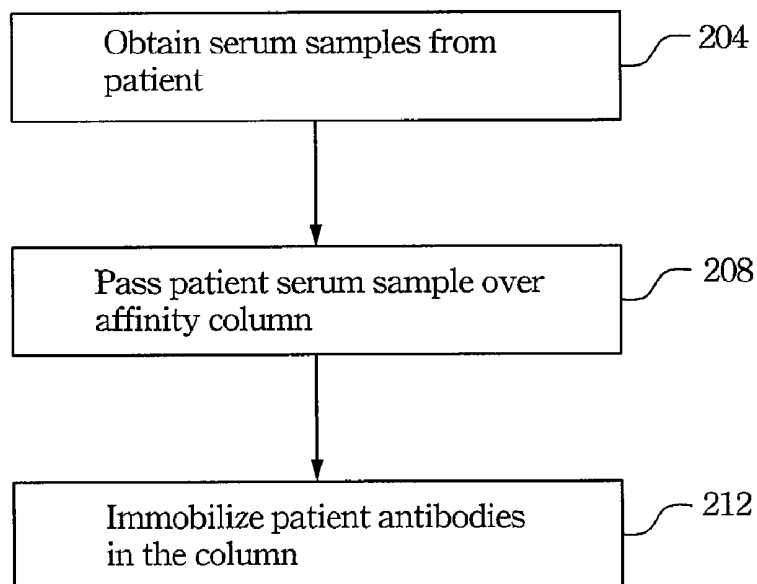 Obtain serum samples from
patient
204
Pass patient serum sample over
affinity column
208
Immobilize patient antibodies
in the column
212